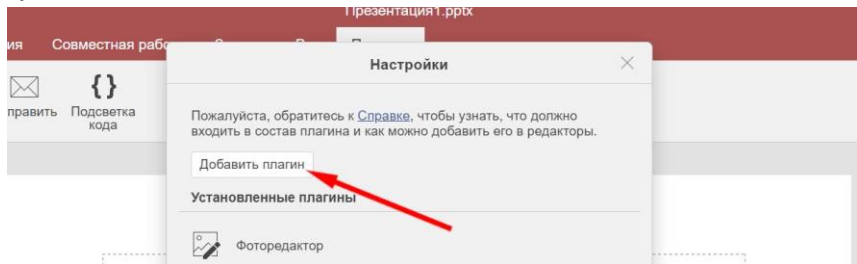 Презентация1.pptx
ия Совместная рабо
Настройки
править Подсветка
кода
Пожалуйста, обратитесь к Справке, чтобы узнать, что должно
входить в состав плагина и как можно добавить его в редакторы.
Добавить плагин
Установленные плагины
Фоторедактор